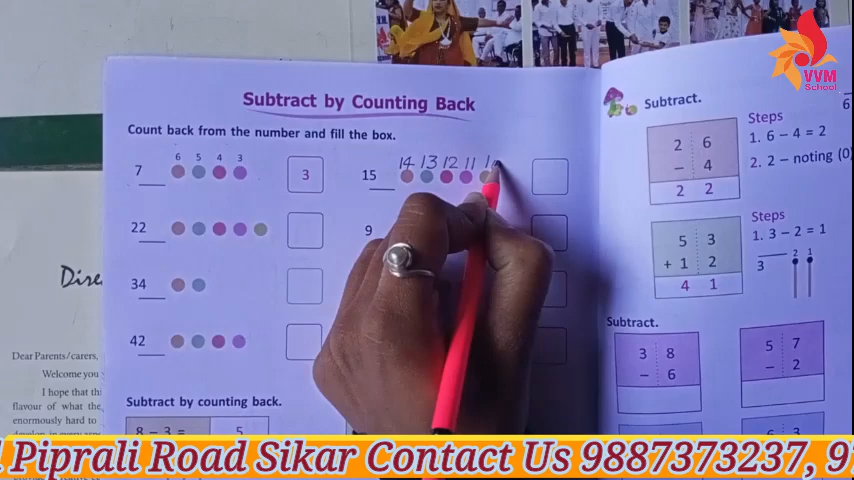 VVM
School
Subtract by Counting Back
Count back from the number and fill the box.
7 6 5 4 3 3
15 14 13 12 11
22
9
34
42
Subtract by counting back.
8 – 3 = 5
Subtract.
2 6
– 4
2 2
Steps
1. 6 – 4 = 2
2. 2 – noting (0)
6
5 3
+ 1 2
4 1
Steps
1. 3 – 2 = 1
3 2 1
Subtract.
3 8
– 6
5 7
– 2
Dire
Dear Parents/carers,
Welcome you
I hope that thi
flavour of what the
enormously hard to
Piprali Road Sikar Contact Us 9887373237, 9